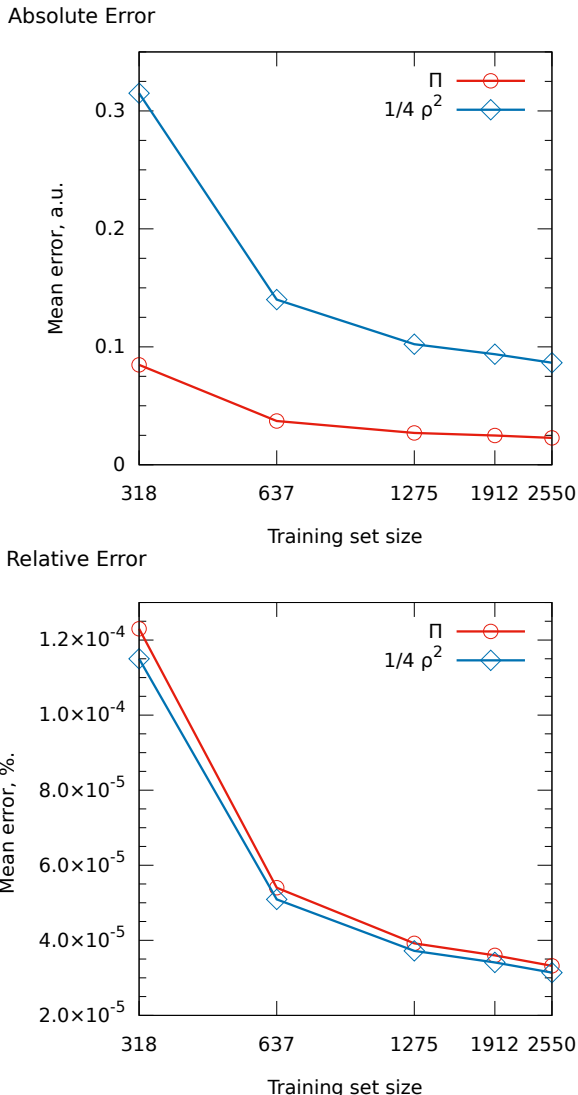 Absolute Error
Π
1/4 ρ²
0.3
0.2
0.1
0
Mean error, a.u.
318 637 1275 1912 2550
Training set size
Relative Error
Π
1/4 ρ²
1.2×10⁻⁴
1.0×10⁻⁴
8.0×10⁻⁵
6.0×10⁻⁵
4.0×10⁻⁵
2.0×10⁻⁵
Mean error, %.
318 637 1275 1912 2550
Training set size